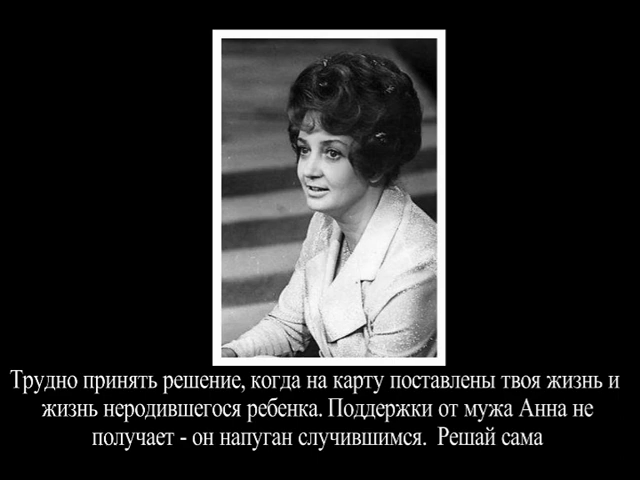 Трудно принять решение, когда на карту поставлены твоя жизнь и
жизнь неродившегося ребенка. Поддержки от мужа Анна не
получает - он напуган случившимся.  Решай сама